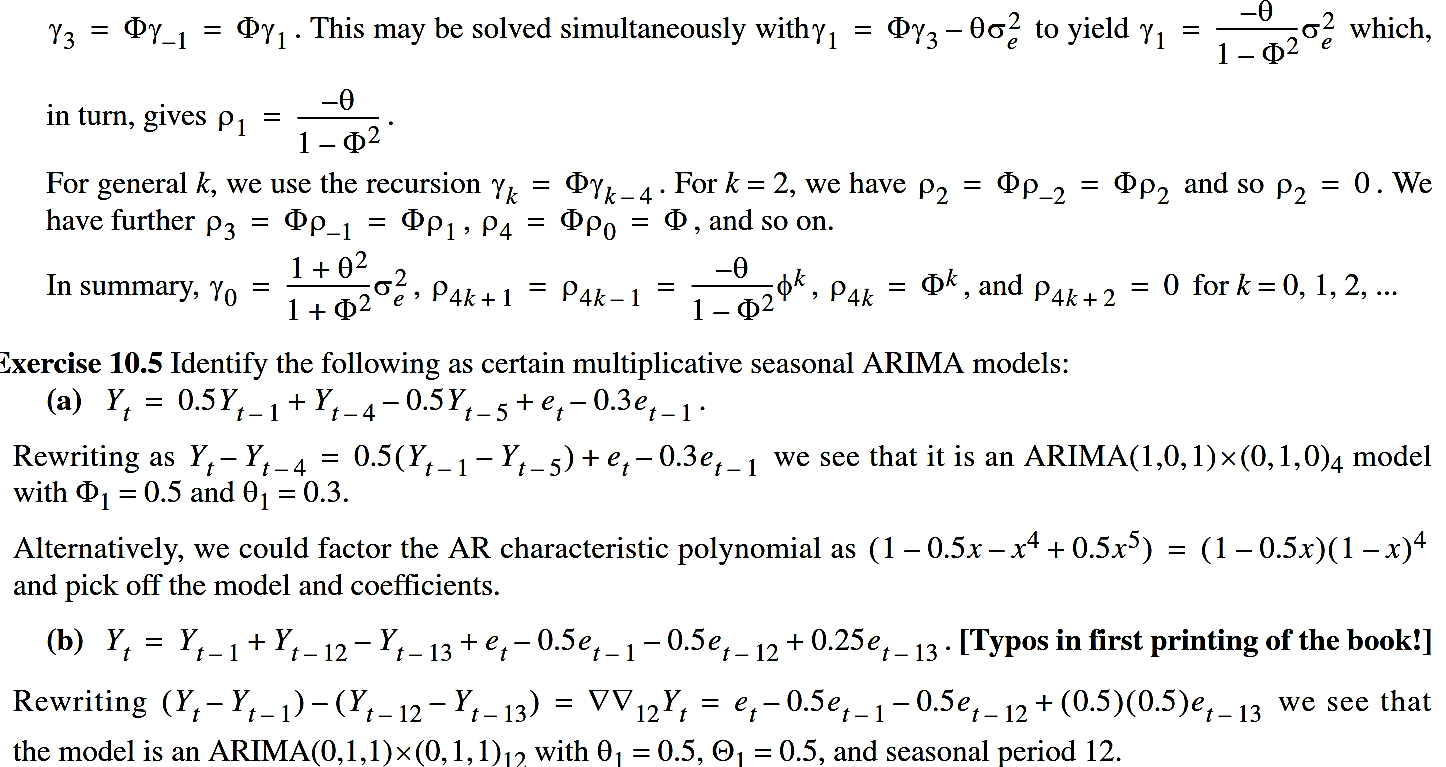 γ₃ = Φγ₋₁ = Φγ₁. This may be solved simultaneously withγ₁ = Φγ₃ – θσₑ² to yield γ₁ = –θ/(1 – Φ²) σₑ² which,
in turn, gives ρ₁ = –θ/(1 – Φ²).
For general k, we use the recursion γₖ = Φγₖ₋₄. For k = 2, we have ρ₂ = Φρ₋₂ = Φρ₂ and so ρ₂ = 0. We
have further ρ₃ = Φρ₋₁ = Φρ₁, ρ₄ = Φρ₀ = Φ, and so on.
In summary, γ₀ = (1 + θ²)/(1 + Φ²) σₑ², ρ₄ₖ₊₁ = ρ₄ₖ₋₁ = –θ/(1 – Φ²) ϕᵏ, ρ₄ₖ = Φᵏ, and ρ₄ₖ₊₂ = 0 for k = 0, 1, 2, ...
Exercise 10.5 Identify the following as certain multiplicative seasonal ARIMA models:
(a) Yₜ = 0.5Yₜ₋₁ + Yₜ₋₄ – 0.5Yₜ₋₅ + eₜ – 0.3eₜ₋₁.
Rewriting as Yₜ – Yₜ₋₄ = 0.5(Yₜ₋₁ – Yₜ₋₅) + eₜ – 0.3eₜ₋₁ we see that it is an ARIMA(1,0,1)×(0,1,0)₄ model
with Φ₁ = 0.5 and θ₁ = 0.3.
Alternatively, we could factor the AR characteristic polynomial as (1 – 0.5x – x⁴ + 0.5x⁵) = (1 – 0.5x)(1 – x)⁴
and pick off the model and coefficients.
(b) Yₜ = Yₜ₋₁ + Yₜ₋₁₂ – Yₜ₋₁₃ + eₜ – 0.5eₜ₋₁ – 0.5eₜ₋₁₂ + 0.25eₜ₋₁₃. [Typos in first printing of the book!]
Rewriting (Yₜ – Yₜ₋₁) – (Yₜ₋₁₂ – Yₜ₋₁₃) = ∇∇₁₂Yₜ = eₜ – 0.5eₜ₋₁ – 0.5eₜ₋₁₂ + (0.5)(0.5)eₜ₋₁₃ we see that
the model is an ARIMA(0,1,1)×(0,1,1)₁₂ with θ₁ = 0.5, Θ₁ = 0.5, and seasonal period 12.